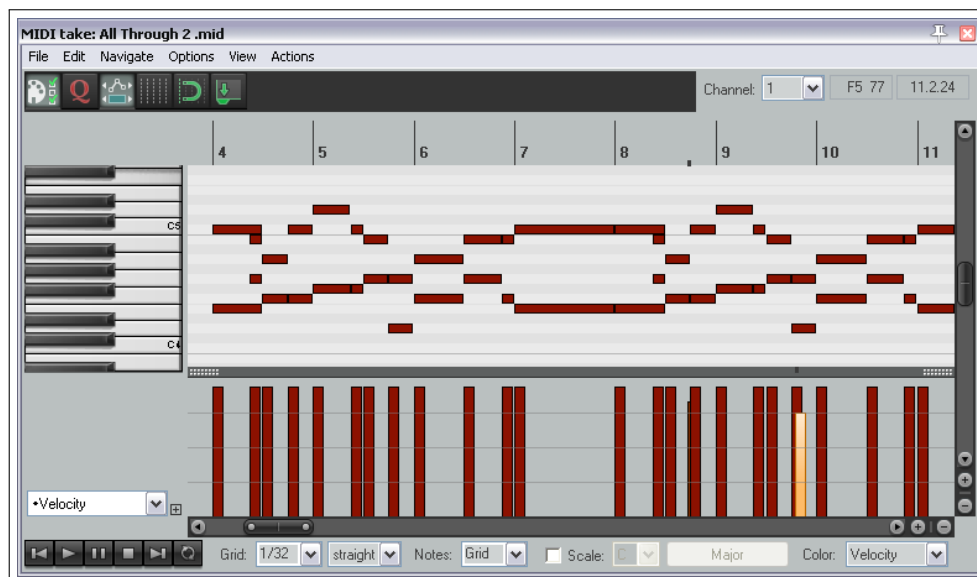 MIDI take: All Through 2 .mid
File Edit Navigate Options View Actions
Q Channel: 1 F5 77 11.2.24
4 5 6 7 8 9 10 11
C5
C4
•Velocity
Grid: 1/32 straight Notes: Grid Scale: C Major Color: Velocity